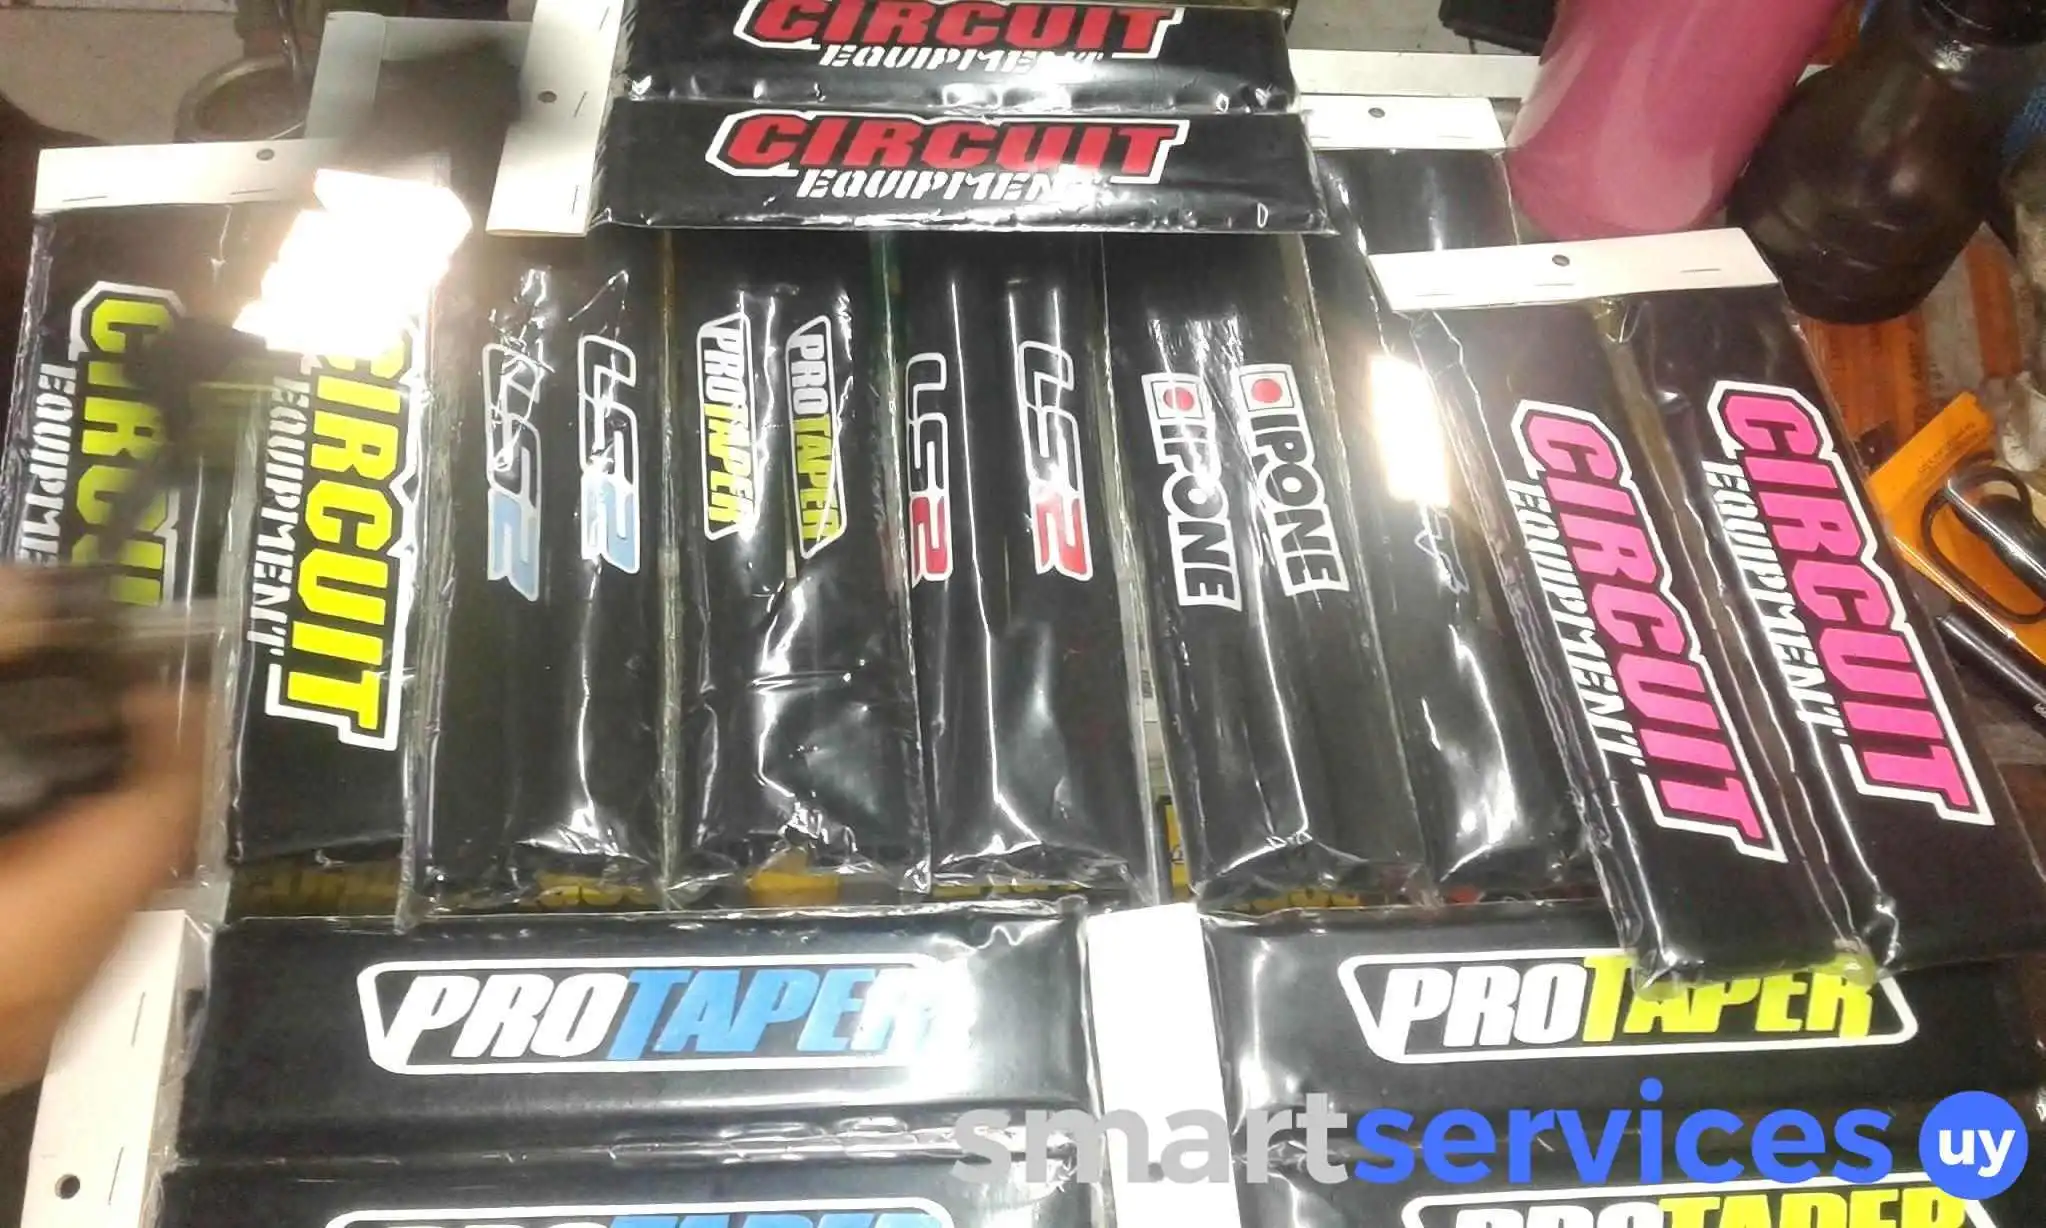 CIRCUIT
EQUIPMENT
CIRCUIT
EQUIPMENT
CIRCUIT
CIRCUIT
EQUIPMENT
LS2
LS2
PROTAPER
PROTAPER
LS2
LS2
IPONE
IPONE
CIRCUIT
EQUIPMENT
CIRCUIT
EQUIPMENT
PROTAPER
PROTAPER
smartservices uy
PROTAPER